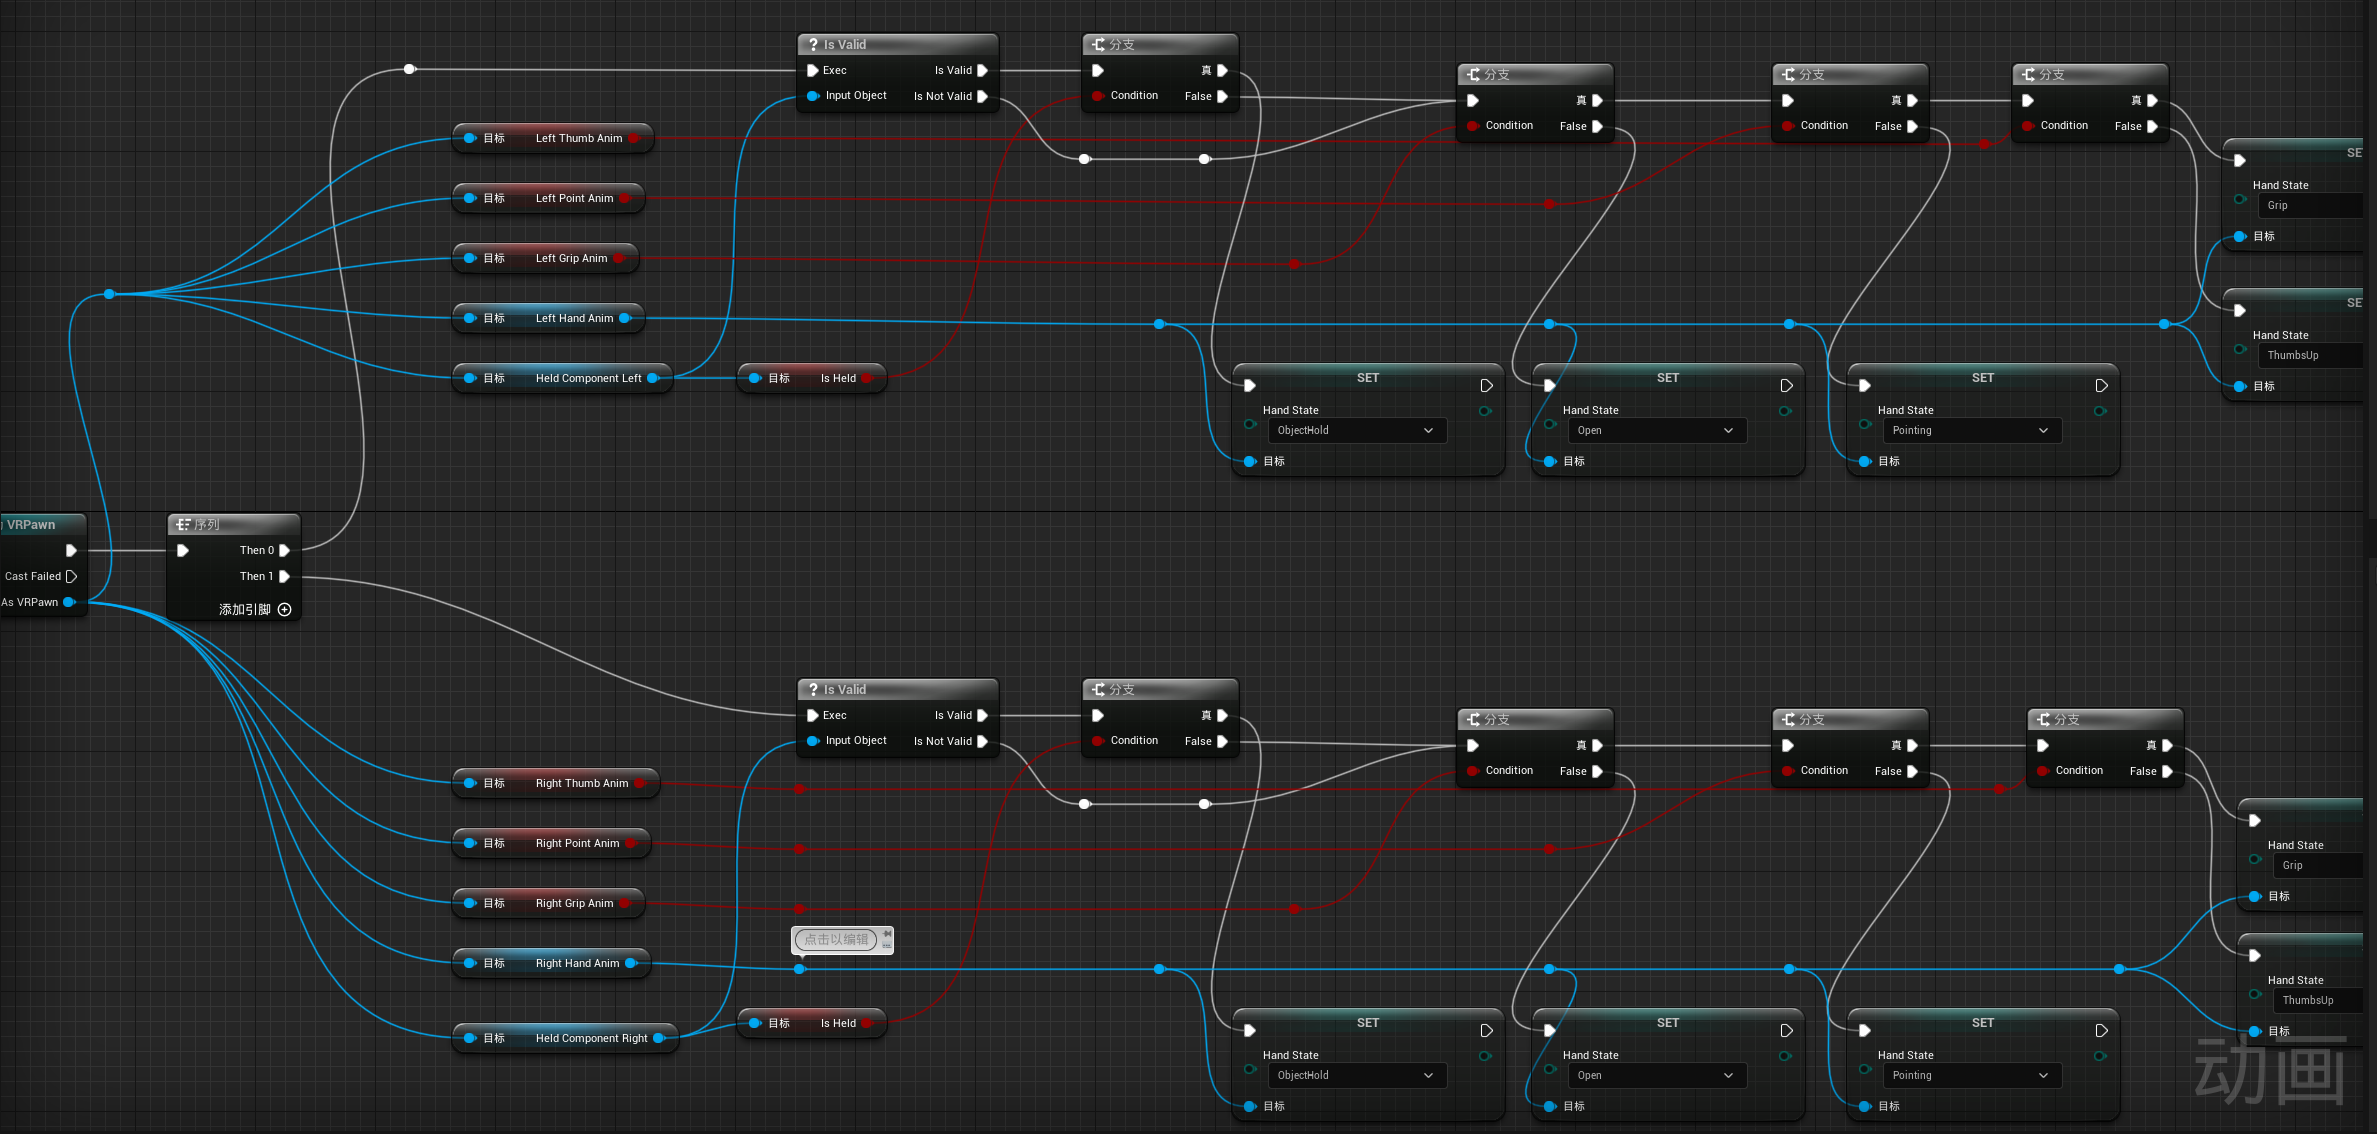 Is Valid
分支
Exec
Is Valid
真
Input Object
Is Not Valid
Condition
False
分支
真
Condition
False
分支
真
Condition
False
分支
真
Condition
False
目标
Left Thumb Anim
目标
Left Point Anim
目标
Left Grip Anim
目标
Left Hand Anim
目标
Held Component Left
目标
Is Held
SET
Hand State
ObjectHold
目标
SET
Hand State
Open
目标
SET
Hand State
Pointing
目标
SE
Hand State
Grip
目标
SE
Hand State
ThumbsUp
目标
VRPawn
Cast Failed
As VRPawn
序列
Then 0
Then 1
添加引脚
Is Valid
分支
Exec
Is Valid
真
Input Object
Is Not Valid
Condition
False
分支
真
Condition
False
分支
真
Condition
False
分支
真
Condition
False
目标
Right Thumb Anim
目标
Right Point Anim
目标
Right Grip Anim
点击以编辑
目标
Right Hand Anim
目标
Held Component Right
目标
Is Held
SET
Hand State
ObjectHold
目标
SET
Hand State
Open
目标
SET
Hand State
Pointing
目标
Hand State
Grip
目标
Hand State
ThumbsUp
目标
动画